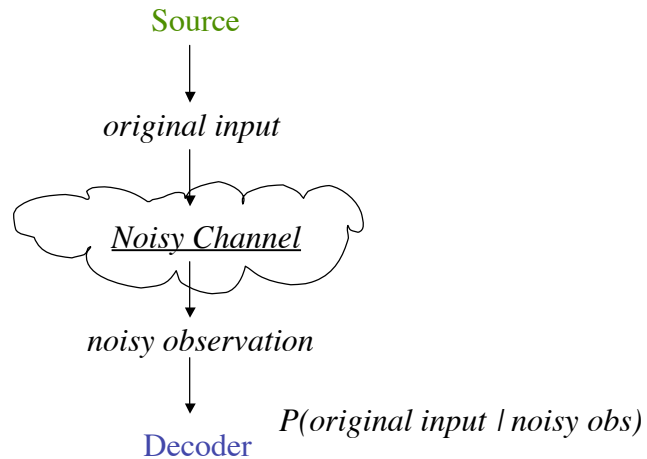 Source
original input
Noisy Channel
noisy observation
P(original input | noisy obs)
Decoder